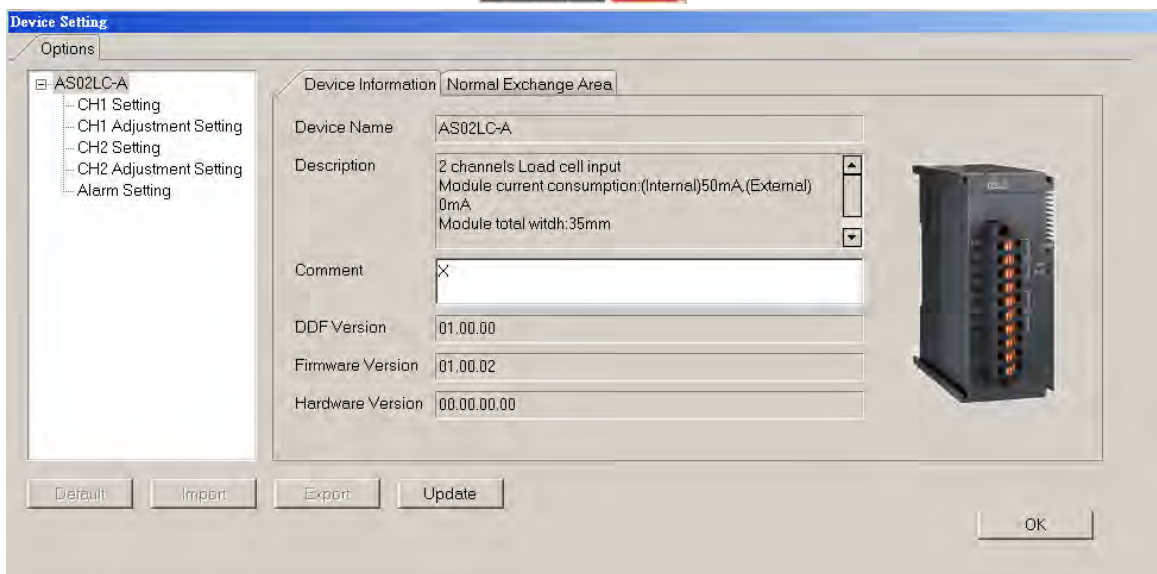 Device Setting
Options
AS02LC-A
CH1 Setting
CH1 Adjustment Setting
CH2 Setting
CH2 Adjustment Setting
Alarm Setting
Device Information
Normal Exchange Area
Device Name
AS02LC-A
Description
2 channels Load cell input
Module current consumption:(Internal)50mA,(External)
0mA
Module total witdh:35mm
Comment
X
DDF Version
01.00.00
Firmware Version
01.00.02
Hardware Version
00.00.00.00
Default
Import
Export
Update
OK